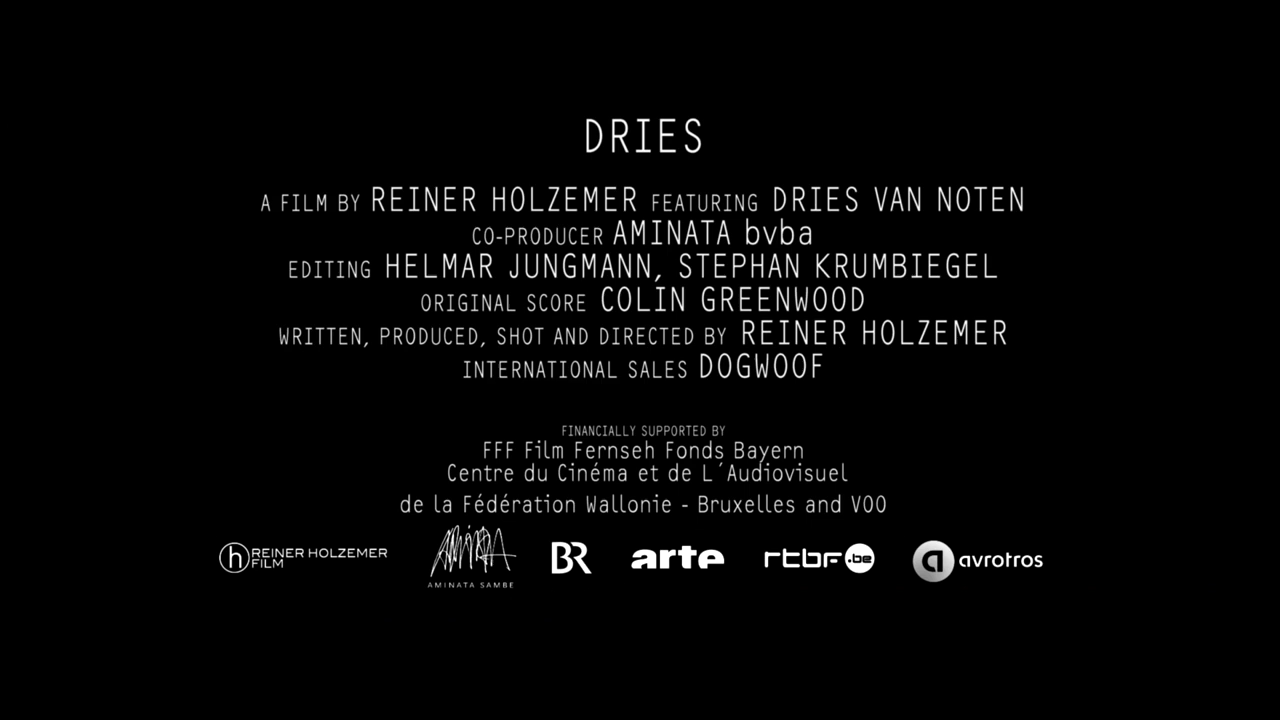 DRIES
A FILM BY REINER HOLZEMER FEATURING DRIES VAN NOTEN
CO-PRODUCER AMINATA bvba
EDITING HELMAR JUNGMANN, STEPHAN KRUMBIEGEL
ORIGINAL SCORE COLIN GREENWOOD
WRITTEN, PRODUCED, SHOT AND DIRECTED BY REINER HOLZEMER
INTERNATIONAL SALES DOGWOOF
FINANCIALLY SUPPORTED BY
FFF Film Fernseh Fonds Bayern
Centre du Cinéma et de L´Audiovisuel
de la Fédération Wallonie - Bruxelles and VOO
h REINER HOLZEMER
FILM
AMINATA
AMINATA SAMBE
BR
arte
rtbf.be
a avrotros